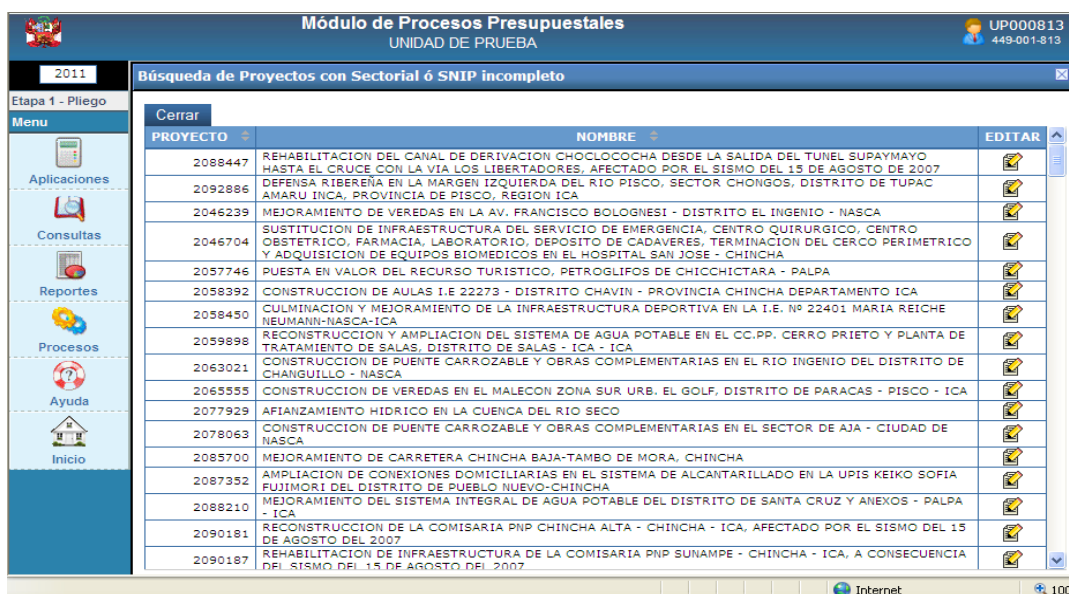 Módulo de Procesos Presupuestales
UNIDAD DE PRUEBA
UP000813
449-001-813
2011
Etapa 1 - Pliego
Menu
Aplicaciones
Consultas
Reportes
Procesos
Ayuda
Inicio
Búsqueda de Proyectos con Sectorial ó SNIP incompleto
Cerrar
PROYECTO NOMBRE EDITAR
2088447 REHABILITACION DEL CANAL DE DERIVACION CHOCLOCOCHA DESDE LA SALIDA DEL TUNEL SUPAYMAYO
HASTA EL CRUCE CON LA VIA LOS LIBERTADORES, AFECTADO POR EL SISMO DEL 15 DE AGOSTO DE 2007
2092886 DEFENSA RIBEREÑA EN LA MARGEN IZQUIERDA DEL RIO PISCO, SECTOR CHONGOS, DISTRITO DE TUPAC
AMARU INCA, PROVINCIA DE PISCO, REGION ICA
2046239 MEJORAMIENTO DE VEREDAS EN LA AV. FRANCISCO BOLOGNESI - DISTRITO EL INGENIO - NASCA
2046704 SUSTITUCION DE INFRAESTRUCTURA DEL SERVICIO DE EMERGENCIA, CENTRO QUIRURGICO, CENTRO
OBSTETRICO, FARMACIA, LABORATORIO, DEPOSITO DE CADAVERES, TERMINACION DEL CERCO PERIMETRICO
Y ADQUISICION DE EQUIPOS BIOMEDICOS EN EL HOSPITAL SAN JOSE - CHINCHA
2057746 PUESTA EN VALOR DEL RECURSO TURISTICO, PETROGLIFOS DE CHICCHICTARA - PALPA
2058392 CONSTRUCCION DE AULAS I.E 22273 - DISTRITO CHAVIN - PROVINCIA CHINCHA DEPARTAMENTO ICA
2058450 CULMINACION Y MEJORAMIENTO DE LA INFRAESTRUCTURA DEPORTIVA EN LA I.E. Nº 22401 MARIA REICHE
NEUMANN-NASCA-ICA
2059898 RECONSTRUCCION Y AMPLIACION DEL SISTEMA DE AGUA POTABLE EN EL CC.PP. CERRO PRIETO Y PLANTA DE
TRATAMIENTO DE SALAS, DISTRITO DE SALAS - ICA - ICA
2063021 CONSTRUCCION DE PUENTE CARROZABLE Y OBRAS COMPLEMENTARIAS EN EL RIO INGENIO DEL DISTRITO DE
CHANGUILLO - NASCA
2065555 CONSTRUCCION DE VEREDAS EN EL MALECON ZONA SUR URB. EL GOLF, DISTRITO DE PARACAS - PISCO - ICA
2077929 AFIANZAMIENTO HIDRICO EN LA CUENCA DEL RIO SECO
2078063 CONSTRUCCION DE PUENTE CARROZABLE Y OBRAS COMPLEMENTARIAS EN EL SECTOR DE AJA - CIUDAD DE
NASCA
2085700 MEJORAMIENTO DE CARRETERA CHINCHA BAJA-TAMBO DE MORA, CHINCHA
2087352 AMPLIACION DE CONEXIONES DOMICILIARIAS EN EL SISTEMA DE ALCANTARILLADO EN LA UPIS KEIKO SOFIA
FUJIMORI DEL DISTRITO DE PUEBLO NUEVO-CHINCHA
2088210 MEJORAMIENTO DEL SISTEMA INTEGRAL DE AGUA POTABLE DEL DISTRITO DE SANTA CRUZ Y ANEXOS - PALPA
- ICA
2090181 RECONSTRUCCION DE LA COMISARIA PNP CHINCHA ALTA - CHINCHA - ICA, AFECTADO POR EL SISMO DEL 15
DE AGOSTO DEL 2007
2090187 REHABILITACION DE INFRAESTRUCTURA DE LA COMISARIA PNP SUNAMPE - CHINCHA - ICA, A CONSECUENCIA
DEL SISMO DEL 15 DE AGOSTO DEL 2007
Internet 100